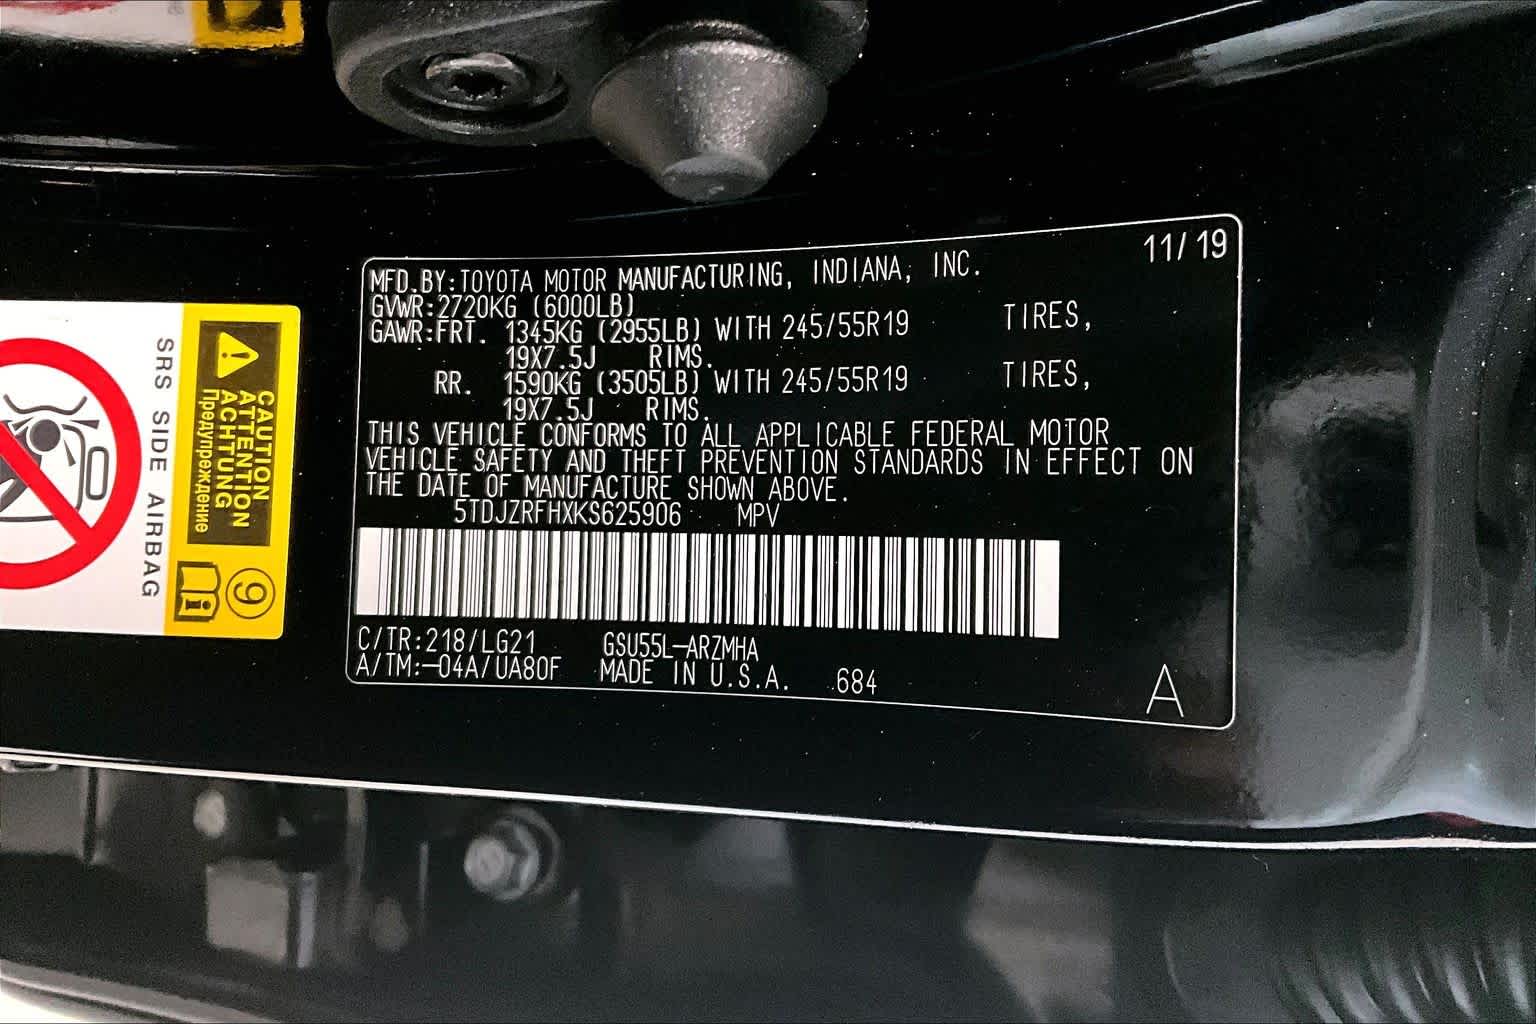 11/19
MFD.BY:TOYOTA MOTOR MANUFACTURING, INDIANA, INC.
GVWR:2720KG (6000LB)
GAWR:FRT. 1345KG (2955LB) WITH 245/55R19 TIRES,
19X7.5J RIMS.
RR. 1590KG (3505LB) WITH 245/55R19 TIRES,
19X7.5J RIMS.
THIS VEHICLE CONFORMS TO ALL APPLICABLE FEDERAL MOTOR
VEHICLE SAFETY AND THEFT PREVENTION STANDARDS IN EFFECT ON
THE DATE OF MANUFACTURE SHOWN ABOVE.
5TDJZRFHXKS625906 MPV
C/TR:218/LG21 GSU55L-ARZMHA
A/TM:-04A/UA80F MADE IN U.S.A. 684
A
CAUTION
ATTENTION
ACHTUNG
Предупреждение
9
i
SRS SIDE AIRBAG